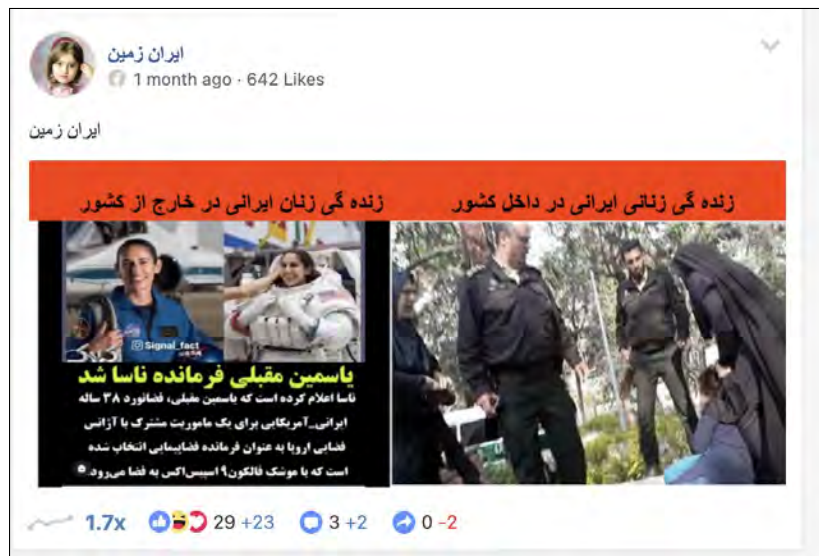 ایران زمین
1 month ago · 642 Likes
ایران زمین
زنده گی زنان ایرانی در خارج از کشور
زنده گی زنانی ایرانی در داخل کشور
Signal_fact
یاسمین مقبلی فرمانده ناسا شد
ناسا اعلام کرده است که یاسمین مقبلی، فضانورد ۳۸ ساله
ایرانی_آمریکایی برای یک ماموریت مشترک با آژانس
فضایی اروپا به عنوان فرمانده فضاپیمایی انتخاب شده
است که با موشک فالکون۹ اسپیس‌اکس به فضا می‌رود.
1.7x 29 +23 3 +2 0 -2